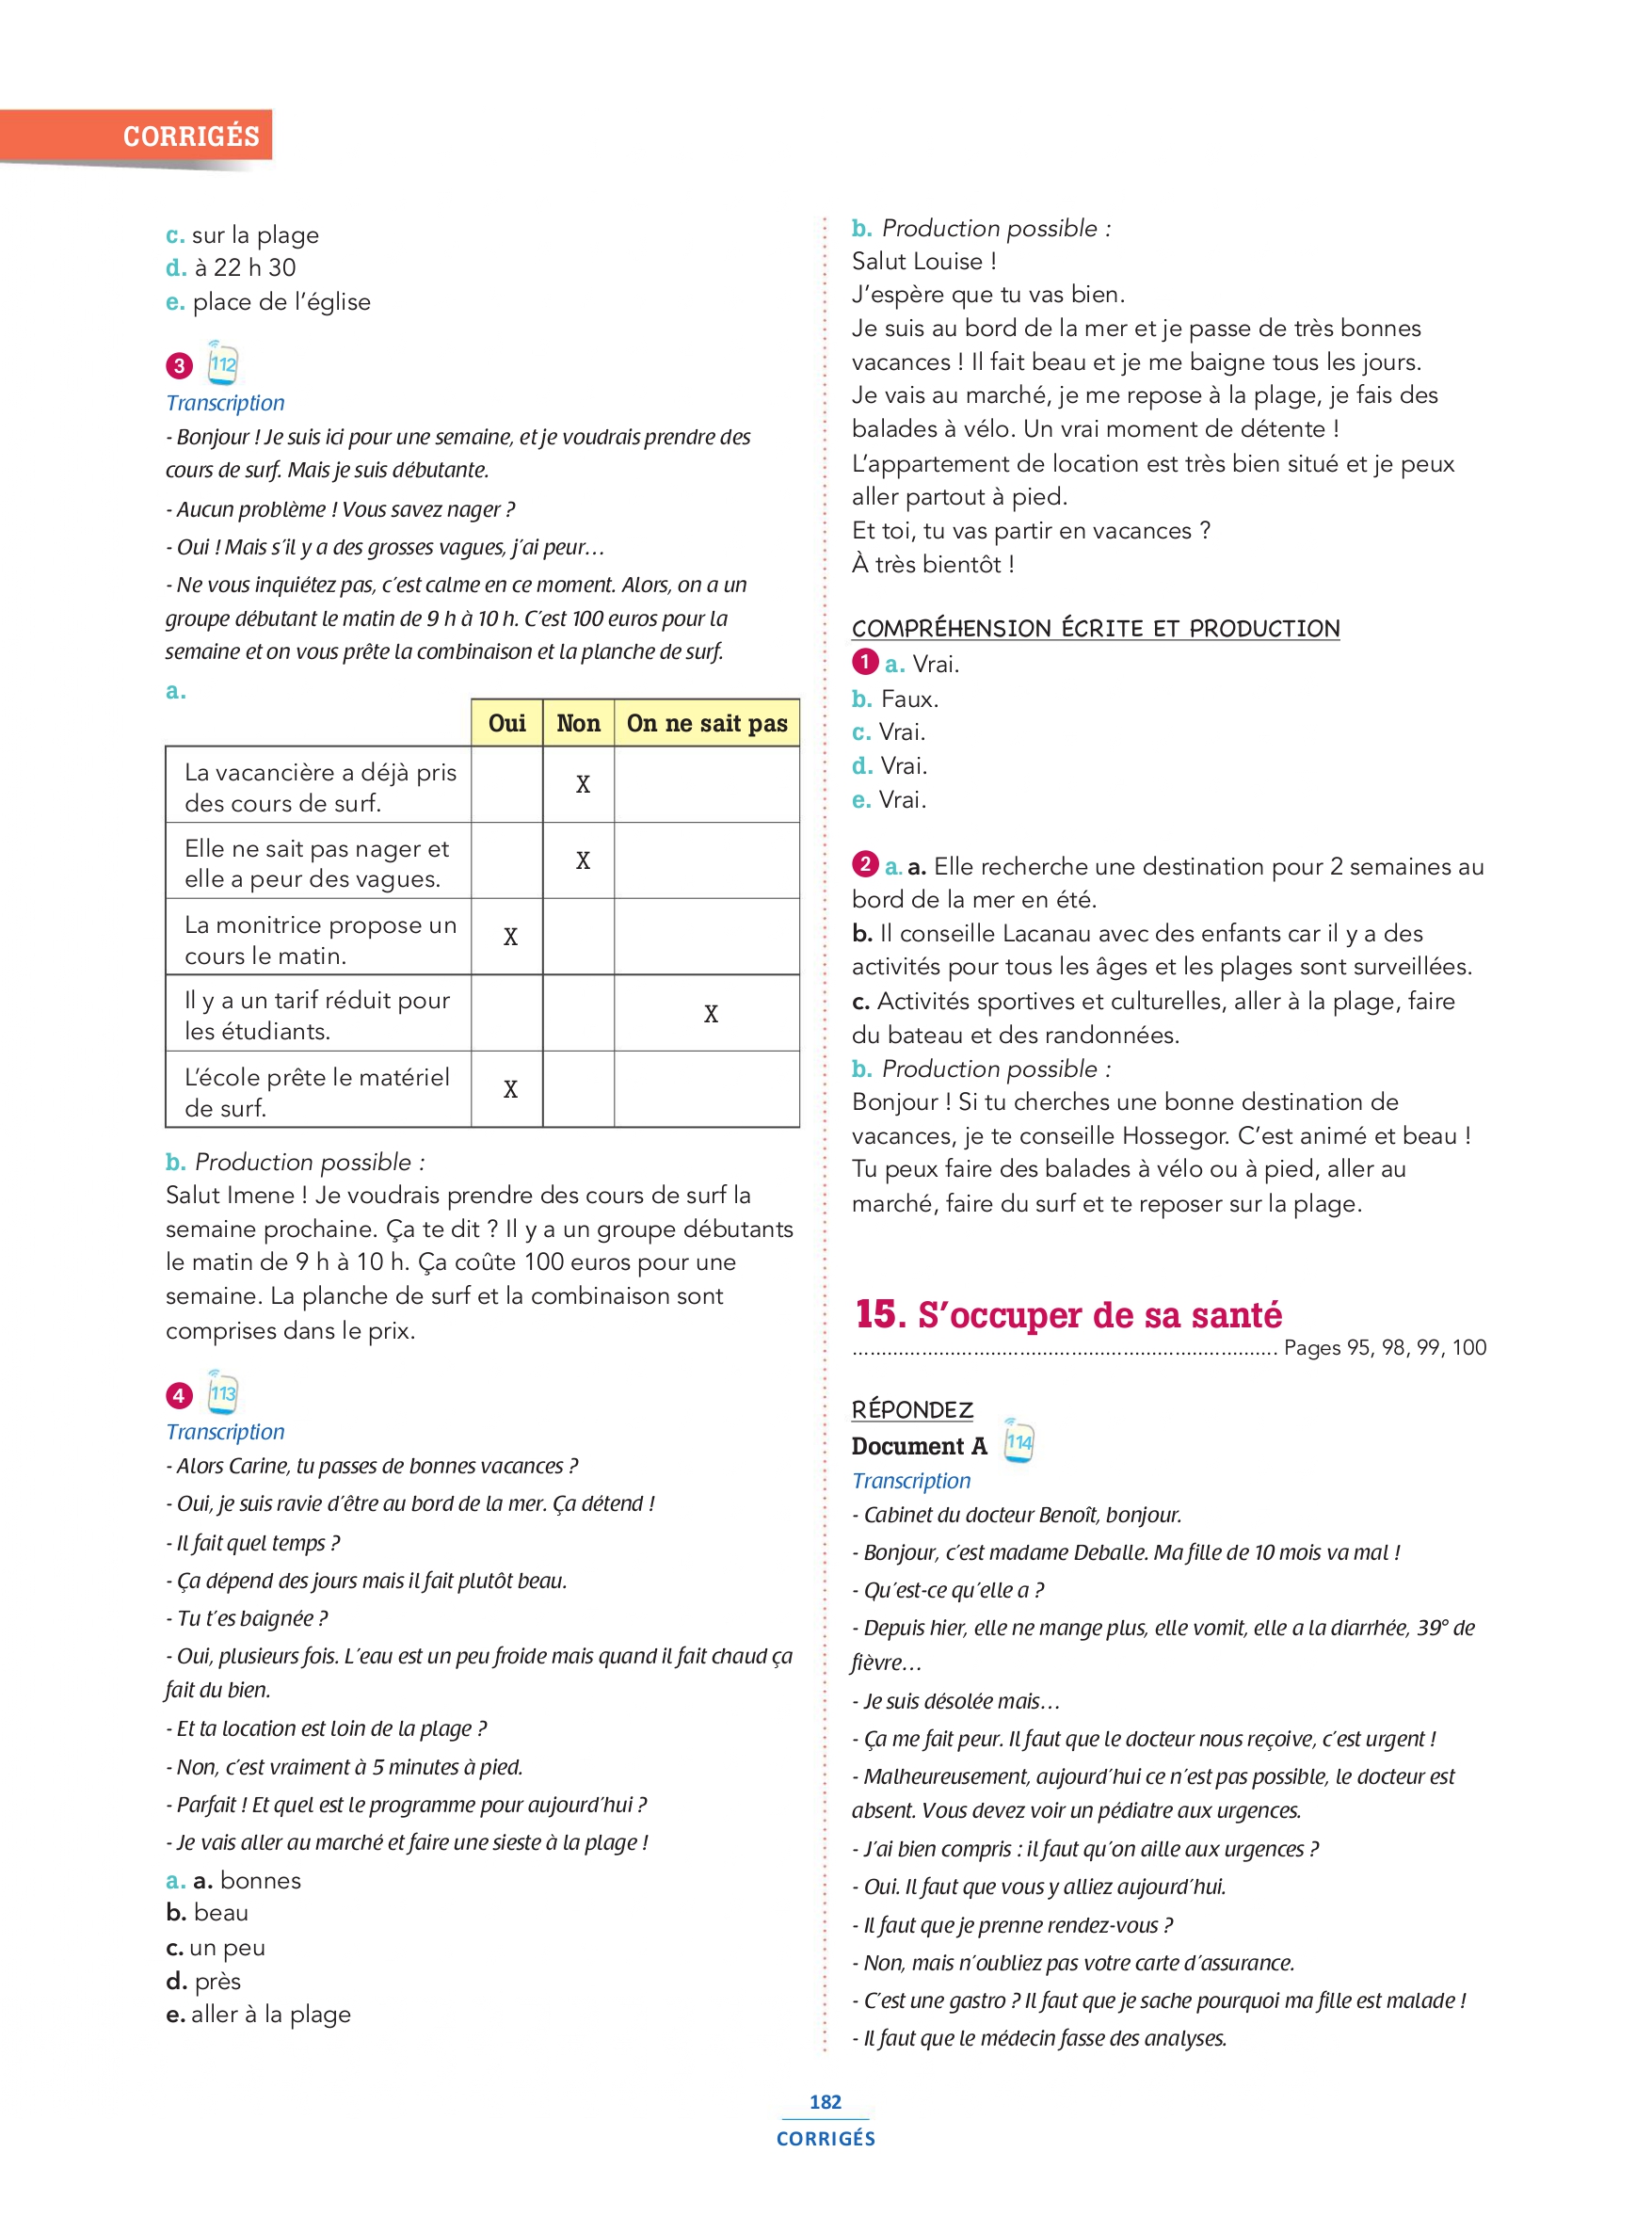 CORRIGÉS
c. sur la plage
d. à 22 h 30
e. place de l'église
3 112
Transcription
- Bonjour ! Je suis ici pour une semaine, et je voudrais prendre des
cours de surf. Mais je suis débutante.
- Aucun problème ! Vous savez nager ?
- Oui ! Mais s'il y a des grosses vagues, j'ai peur…
- Ne vous inquiétez pas, c'est calme en ce moment. Alors, on a un
groupe débutant le matin de 9 h à 10 h. C'est 100 euros pour la
semaine et on vous prête la combinaison et la planche de surf.
a.
Oui Non On ne sait pas
La vacancière a déjà pris
des cours de surf.
X
Elle ne sait pas nager et
elle a peur des vagues.
X
La monitrice propose un
cours le matin.
X
Il y a un tarif réduit pour
les étudiants.
X
L'école prête le matériel
de surf.
X
b. Production possible :
Salut Imene ! Je voudrais prendre des cours de surf la
semaine prochaine. Ça te dit ? Il y a un groupe débutants
le matin de 9 h à 10 h. Ça coûte 100 euros pour une
semaine. La planche de surf et la combinaison sont
comprises dans le prix.
4 113
Transcription
- Alors Carine, tu passes de bonnes vacances ?
- Oui, je suis ravie d'être au bord de la mer. Ça détend !
- Il fait quel temps ?
- Ça dépend des jours mais il fait plutôt beau.
- Tu t'es baignée ?
- Oui, plusieurs fois. L'eau est un peu froide mais quand il fait chaud ça
fait du bien.
- Et ta location est loin de la plage ?
- Non, c'est vraiment à 5 minutes à pied.
- Parfait ! Et quel est le programme pour aujourd'hui ?
- Je vais aller au marché et faire une sieste à la plage !
a. a. bonnes
b. beau
c. un peu
d. près
e. aller à la plage
b. Production possible :
Salut Louise !
J'espère que tu vas bien.
Je suis au bord de la mer et je passe de très bonnes
vacances ! Il fait beau et je me baigne tous les jours.
Je vais au marché, je me repose à la plage, je fais des
balades à vélo. Un vrai moment de détente !
L'appartement de location est très bien situé et je peux
aller partout à pied.
Et toi, tu vas partir en vacances ?
À très bientôt !
COMPRÉHENSION ÉCRITE ET PRODUCTION
1 a. Vrai.
b. Faux.
c. Vrai.
d. Vrai.
e. Vrai.
2 a. a. Elle recherche une destination pour 2 semaines au
bord de la mer en été.
b. Il conseille Lacanau avec des enfants car il y a des
activités pour tous les âges et les plages sont surveillées.
c. Activités sportives et culturelles, aller à la plage, faire
du bateau et des randonnées.
b. Production possible :
Bonjour ! Si tu cherches une bonne destination de
vacances, je te conseille Hossegor. C'est animé et beau !
Tu peux faire des balades à vélo ou à pied, aller au
marché, faire du surf et te reposer sur la plage.
15. S'occuper de sa santé
.......................................................................... Pages 95, 98, 99, 100
RÉPONDEZ
Document A 114
Transcription
- Cabinet du docteur Benoît, bonjour.
- Bonjour, c'est madame Deballe. Ma fille de 10 mois va mal !
- Qu'est-ce qu'elle a ?
- Depuis hier, elle ne mange plus, elle vomit, elle a la diarrhée, 39° de
fièvre…
- Je suis désolée mais…
- Ça me fait peur. Il faut que le docteur nous reçoive, c'est urgent !
- Malheureusement, aujourd'hui ce n'est pas possible, le docteur est
absent. Vous devez voir un pédiatre aux urgences.
- J'ai bien compris : il faut qu'on aille aux urgences ?
- Oui. Il faut que vous y alliez aujourd'hui.
- Il faut que je prenne rendez-vous ?
- Non, mais n'oubliez pas votre carte d'assurance.
- C'est une gastro ? Il faut que je sache pourquoi ma fille est malade !
- Il faut que le médecin fasse des analyses.
182
CORRIGÉS